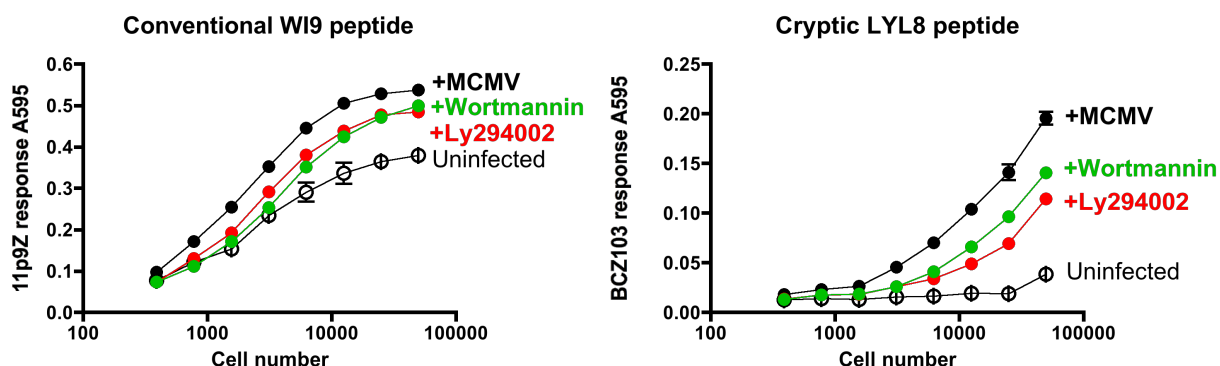 Conventional WI9 peptide
11p9Z response A595
0.6
0.5
0.4
0.3
0.2
0.1
0.0
+MCMV
+Wortmannin
+Ly294002
Uninfected
100
1000
10000
100000
Cell number
Cryptic LYL8 peptide
BCZ103 response A595
0.25
0.20
0.15
0.10
0.05
0.00
+MCMV
+Wortmannin
+Ly294002
Uninfected
100
1000
10000
100000
Cell number